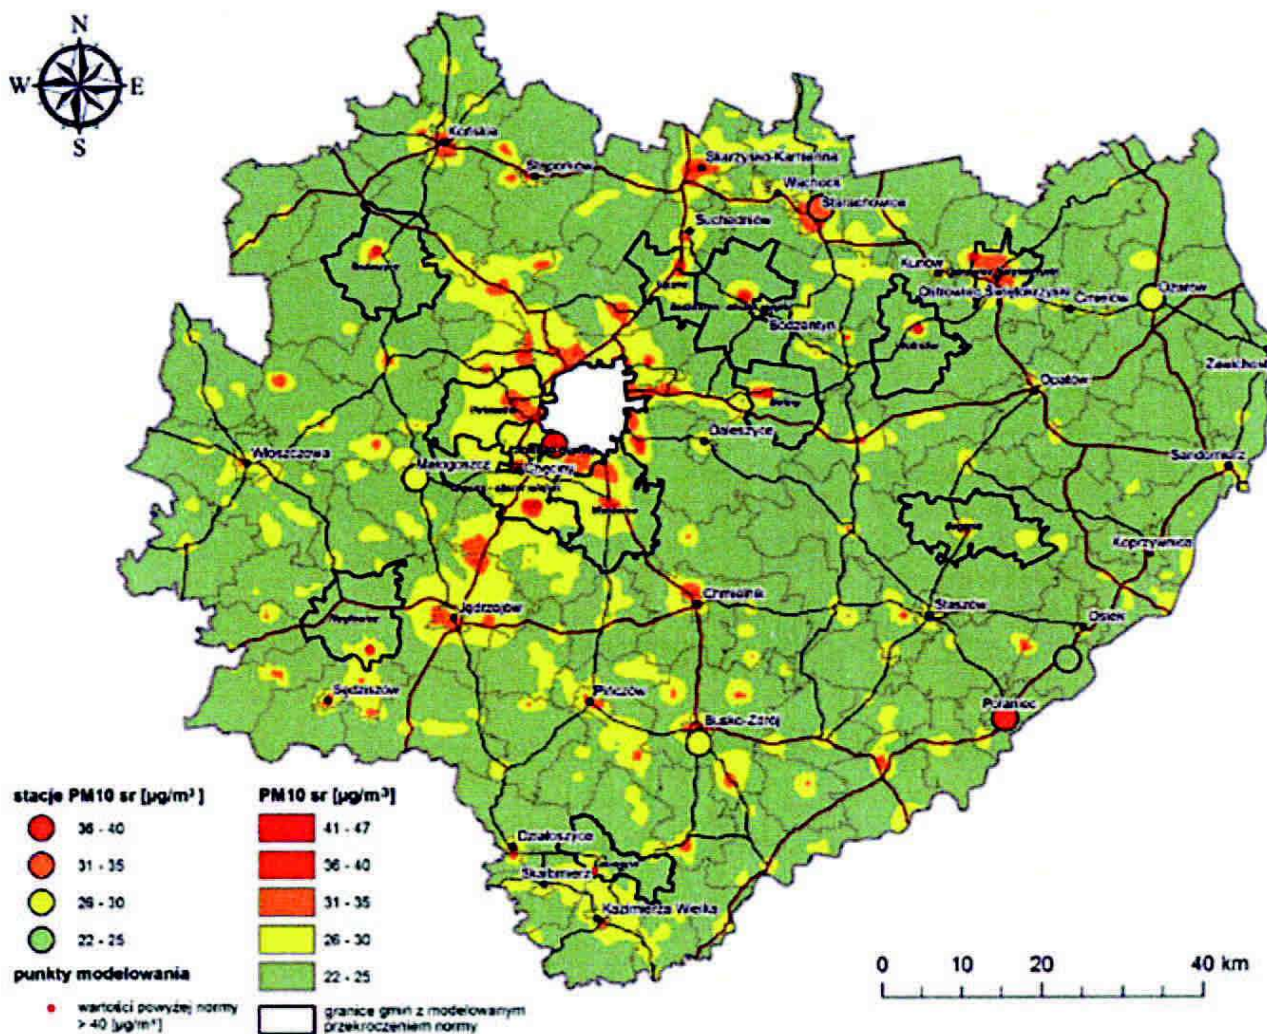 N
W E
S
Końskie
Stąporków
Skarżysko-Kamienna
Wąchock
Starachowice
Suchedniów
Kunów
Ostrowiec Świętokrzyski
Ćmielów
Ożarów
Bodzentyn
Zawichost
Opatów
Daleszyce
Sandomierz
Włoszczowa
Małogoszcz
Chęciny
Koprzywnica
Chmielnik
Jędrzejów
Staszów
Osiek
Sędziszów
Pińczów
Połaniec
Busko-Zdrój
Działoszyce
Skalbmierz
Kazimierza Wielka
stacje PM10 sr [µg/m³ ]
36 - 40
31 - 35
26 - 30
22 - 25
punkty modelowania
wartości powyżej normy
> 40 [µg/m³]
PM10 sr [µg/m3]
41 - 47
36 - 40
31 - 35
26 - 30
22 - 25
granice gmin z modelowanym
przekroczeniem normy
0 10 20 40 km